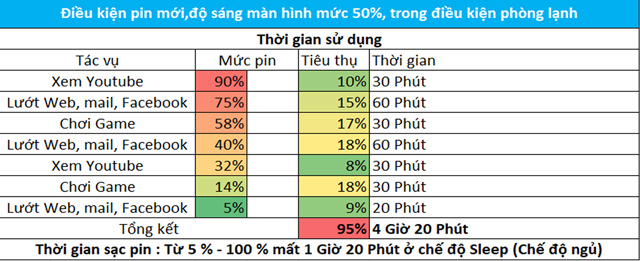 Điều kiện pin mới,độ sáng màn hình mức 50%, trong điều kiện phòng lạnh
Thời gian sử dụng
Tác vụ Mức pin Tiêu thụ Thời gian
Xem Youtube 90% 10% 30 Phút
Lướt Web, mail, Facebook 75% 15% 60 Phút
Chơi Game 58% 17% 30 Phút
Lướt Web, mail, Facebook 40% 18% 60 Phút
Xem Youtube 32% 8% 30 Phút
Chơi Game 14% 18% 30 Phút
Lướt Web, mail, Facebook 5% 9% 20 Phút
Tổng kết 95% 4 Giờ 20 Phút
Thời gian sạc pin : Từ 5 % - 100 % mất 1 Giờ 20 Phút ở chế độ Sleep (Chế độ ngủ)